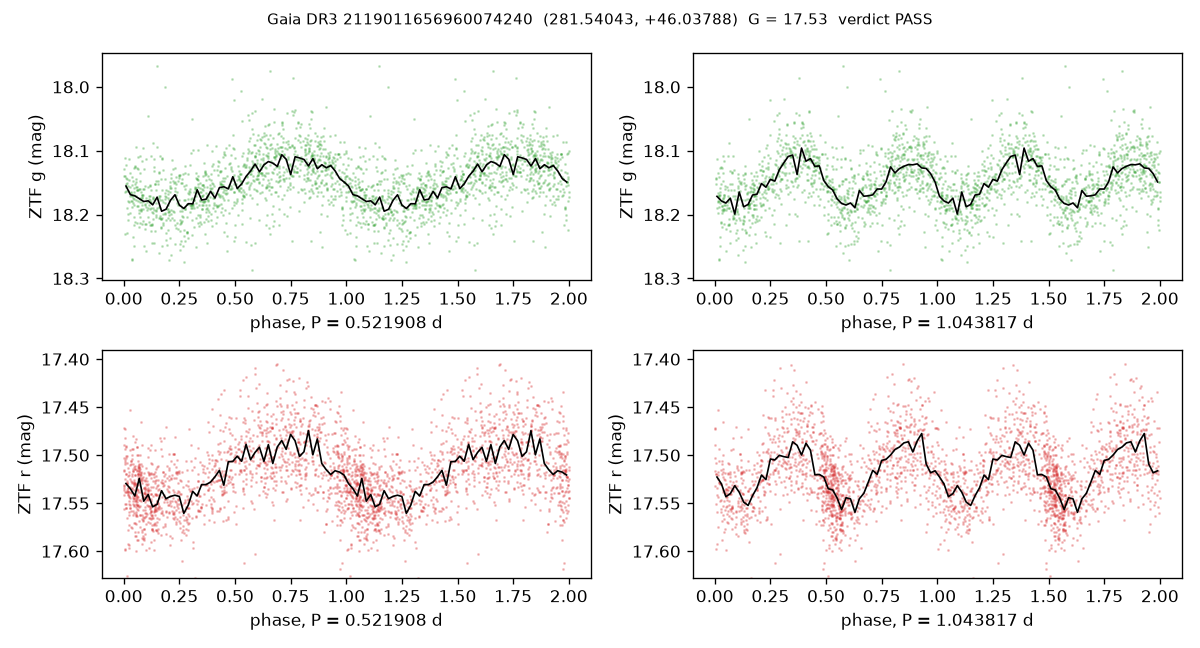 Gaia DR3 2119011656960074240 (281.54043, +46.03788) G = 17.53 verdict PASS
ZTF g (mag)
18.0
18.1
18.2
18.3
0.00 0.25 0.50 0.75 1.00 1.25 1.50 1.75 2.00
phase, P = 0.521908 d
ZTF g (mag)
18.0
18.1
18.2
18.3
0.00 0.25 0.50 0.75 1.00 1.25 1.50 1.75 2.00
phase, P = 1.043817 d
ZTF r (mag)
17.40
17.45
17.50
17.55
17.60
0.00 0.25 0.50 0.75 1.00 1.25 1.50 1.75 2.00
phase, P = 0.521908 d
ZTF r (mag)
17.40
17.45
17.50
17.55
17.60
0.00 0.25 0.50 0.75 1.00 1.25 1.50 1.75 2.00
phase, P = 1.043817 d